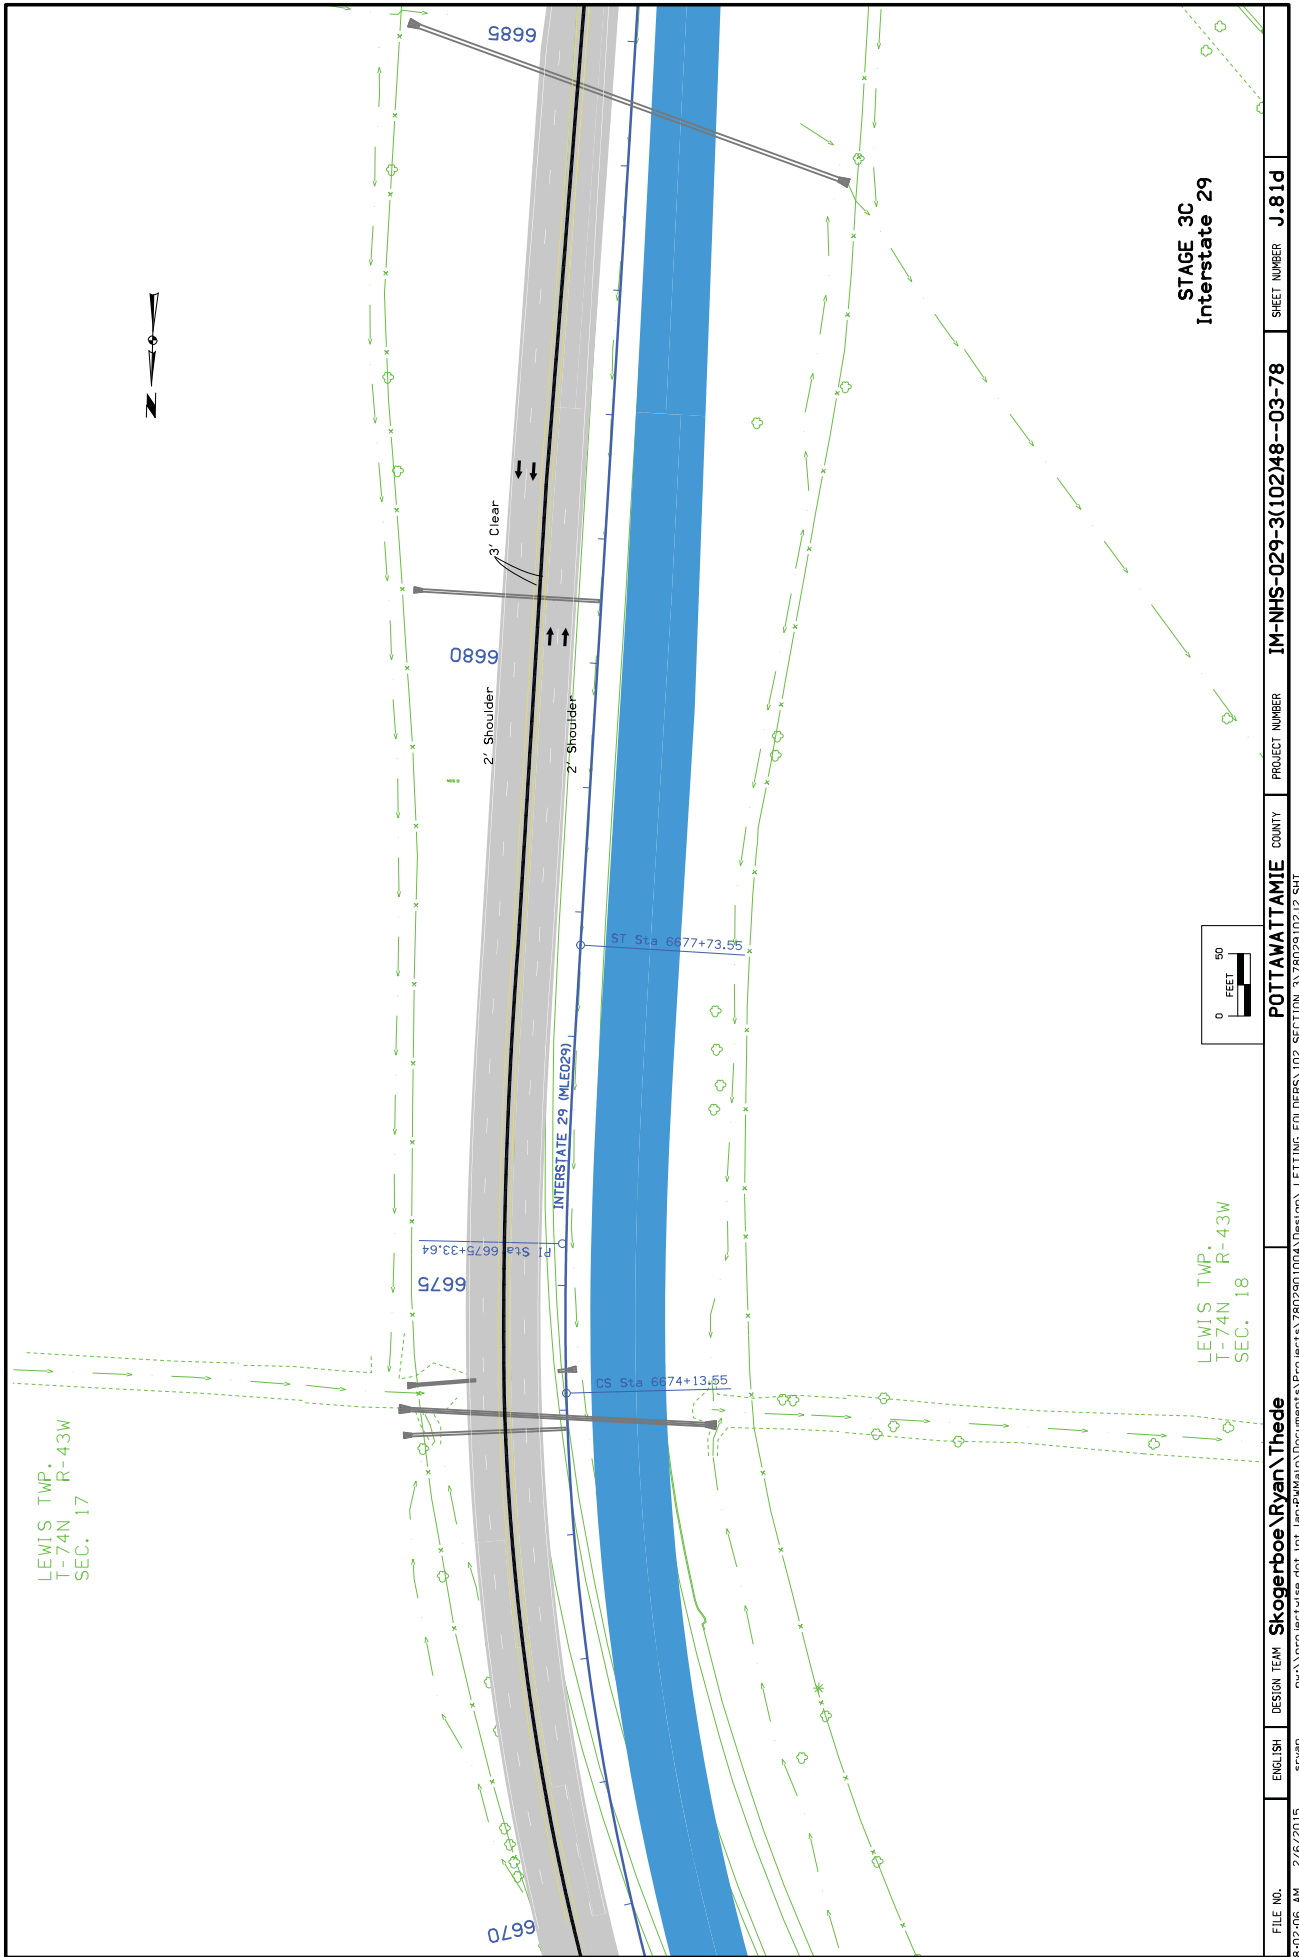 6685
6680
6675
6670
3' Clear
2' Shoulder
2' Shoulder
ST Sta 6677+73.55
INTERSTATE 29 (MLE029)
PI Sta 6675+33.64
CS Sta 6674+13.55
N
LEWIS TWP.
T-74N R-43W
SEC. 17
LEWIS TWP.
T-74N R-43W
SEC. 18
STAGE 3C
Interstate 29
0 50
FEET
FILE NO. ENGLISH DESIGN TEAM Skogerboe\Ryan\Thede POTTAWATTAMIE COUNTY PROJECT NUMBER IM-NHS-029-3(102)48--03-78 SHEET NUMBER J.81d
2/6/2015